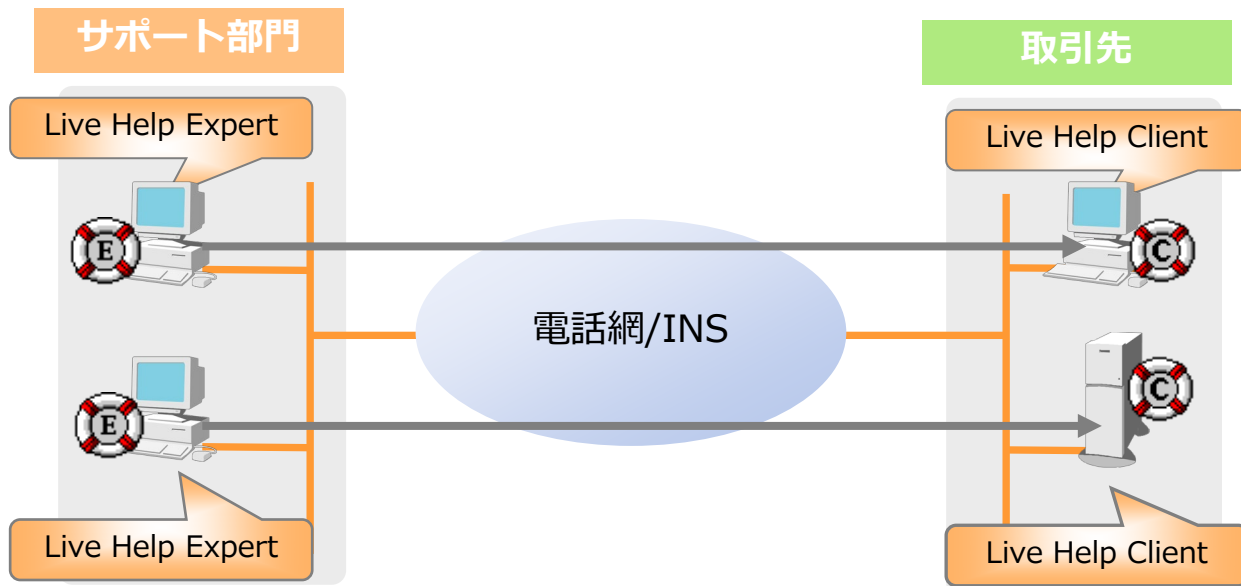 サポート部門
取引先
Live Help Expert
Live Help Client
E
C
電話網/INS
E
C
Live Help Expert
Live Help Client